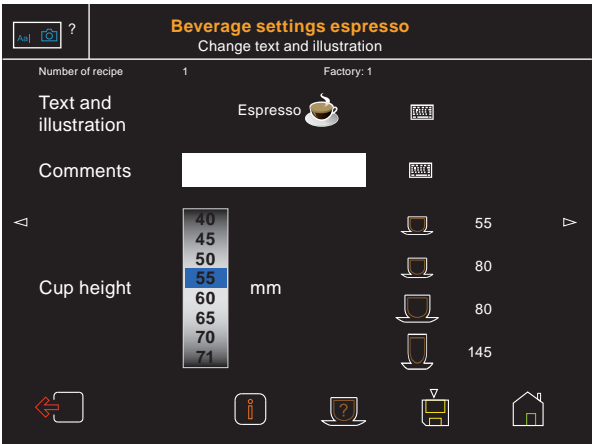 Aa ?
Beverage settings espresso
Change text and illustration
Number of recipe 1 Factory: 1
Text and
illustration
Espresso
Comments
40
45
50
55
60
65
70
71
Cup height
mm
55
80
80
145
i
?